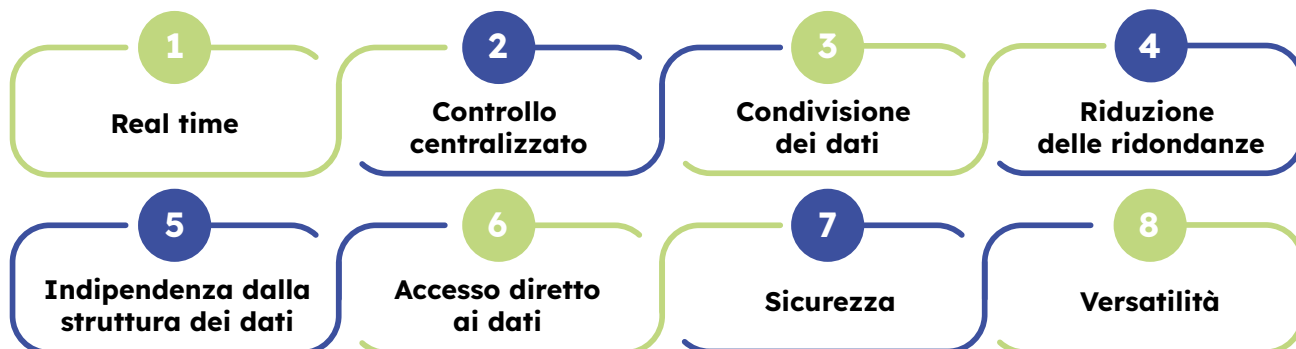 1
Real time
2
Controllo
centralizzato
3
Condivisione
dei dati
4
Riduzione
delle ridondanze
5
Indipendenza dalla
struttura dei dati
6
Accesso diretto
ai dati
7
Sicurezza
8
Versatilità